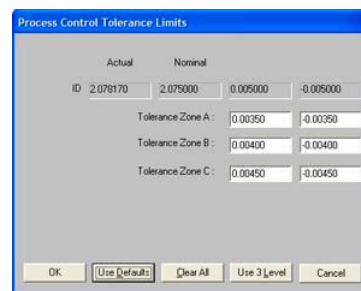 Process Control Tolerance Limits
Actual Nominal
ID 2.078170 2.075000 0.005000 -0.005000
Tolerance Zone A : 0.00350 -0.00350
Tolerance Zone B : 0.00400 -0.00400
Tolerance Zone C : 0.00450 -0.00450
OK Use Defaults Clear All Use 3 Level Cancel